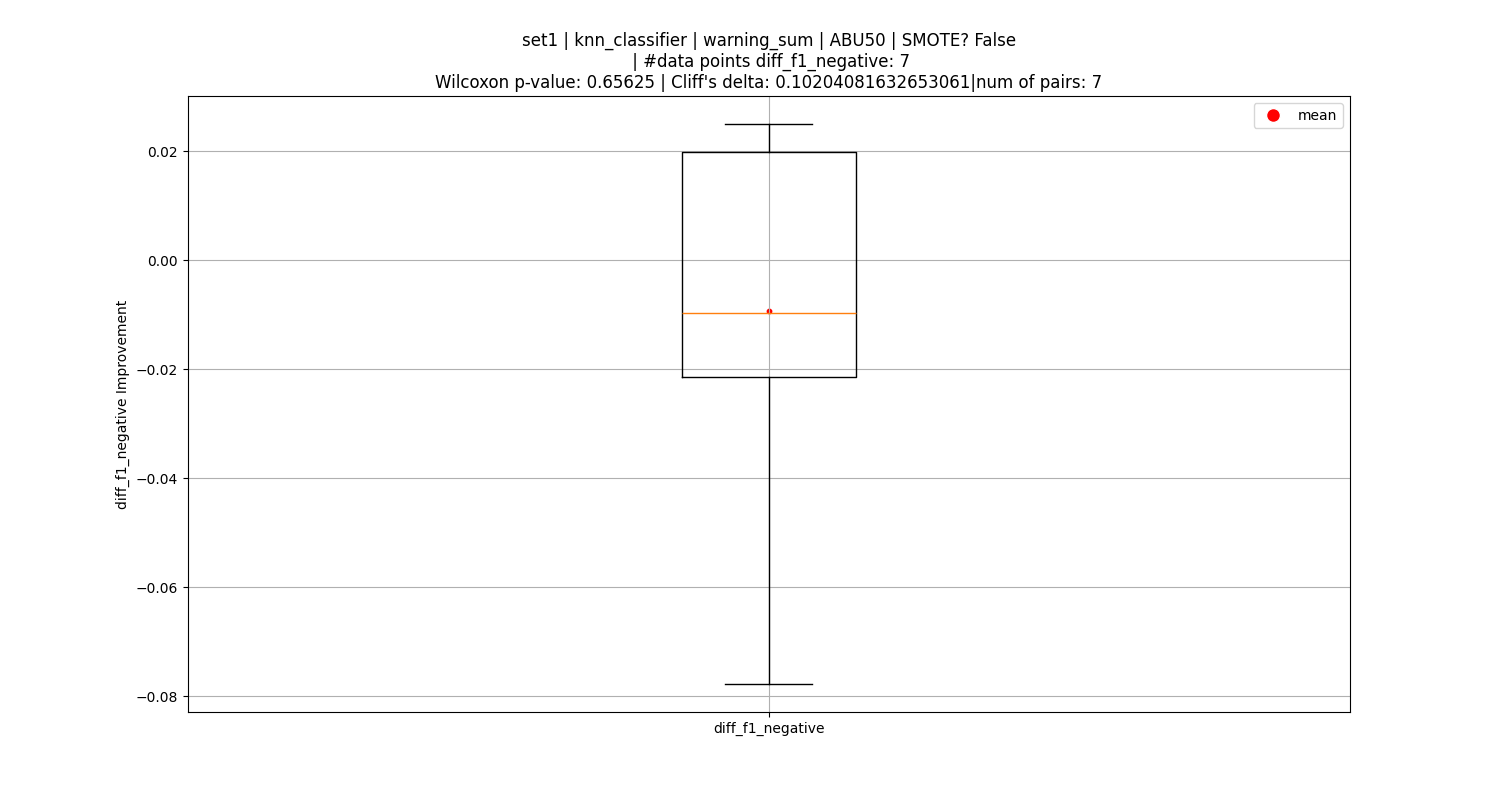 set1 | knn_classifier | warning_sum | ABU50 | SMOTE? False
| #data points diff_f1_negative: 7
Wilcoxon p-value: 0.65625 | Cliff's delta: 0.10204081632653061|num of pairs: 7
mean
0.02
0.00
−0.02
−0.04
−0.06
−0.08
diff_f1_negative Improvement
diff_f1_negative